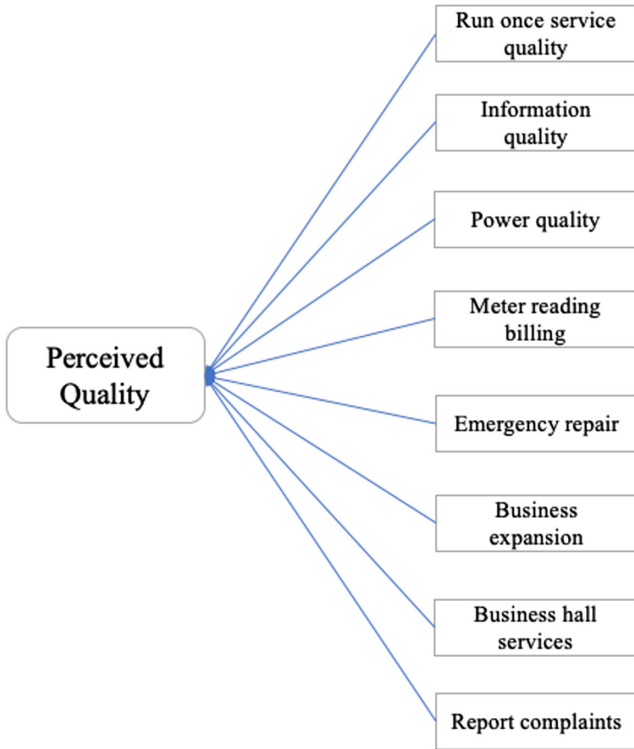 Run once service
quality
Information
quality
Power quality
Meter reading
billing
Perceived
Quality
Emergency repair
Business
expansion
Business hall
services
Report complaints